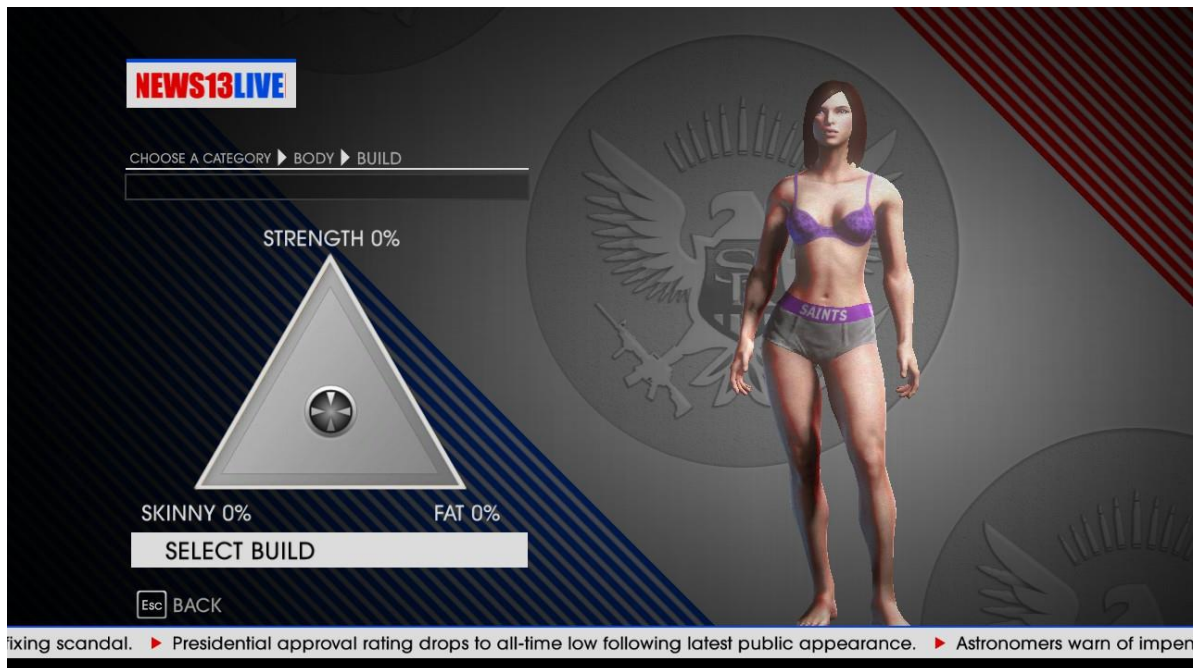 NEWS13LIVE
CHOOSE A CATEGORY ▶ BODY ▶ BUILD
STRENGTH 0%
SKINNY 0% FAT 0%
SELECT BUILD
Esc BACK
SAINTS
fixing scandal. ▶ Presidential approval rating drops to all-time low following latest public appearance. ▶ Astronomers warn of